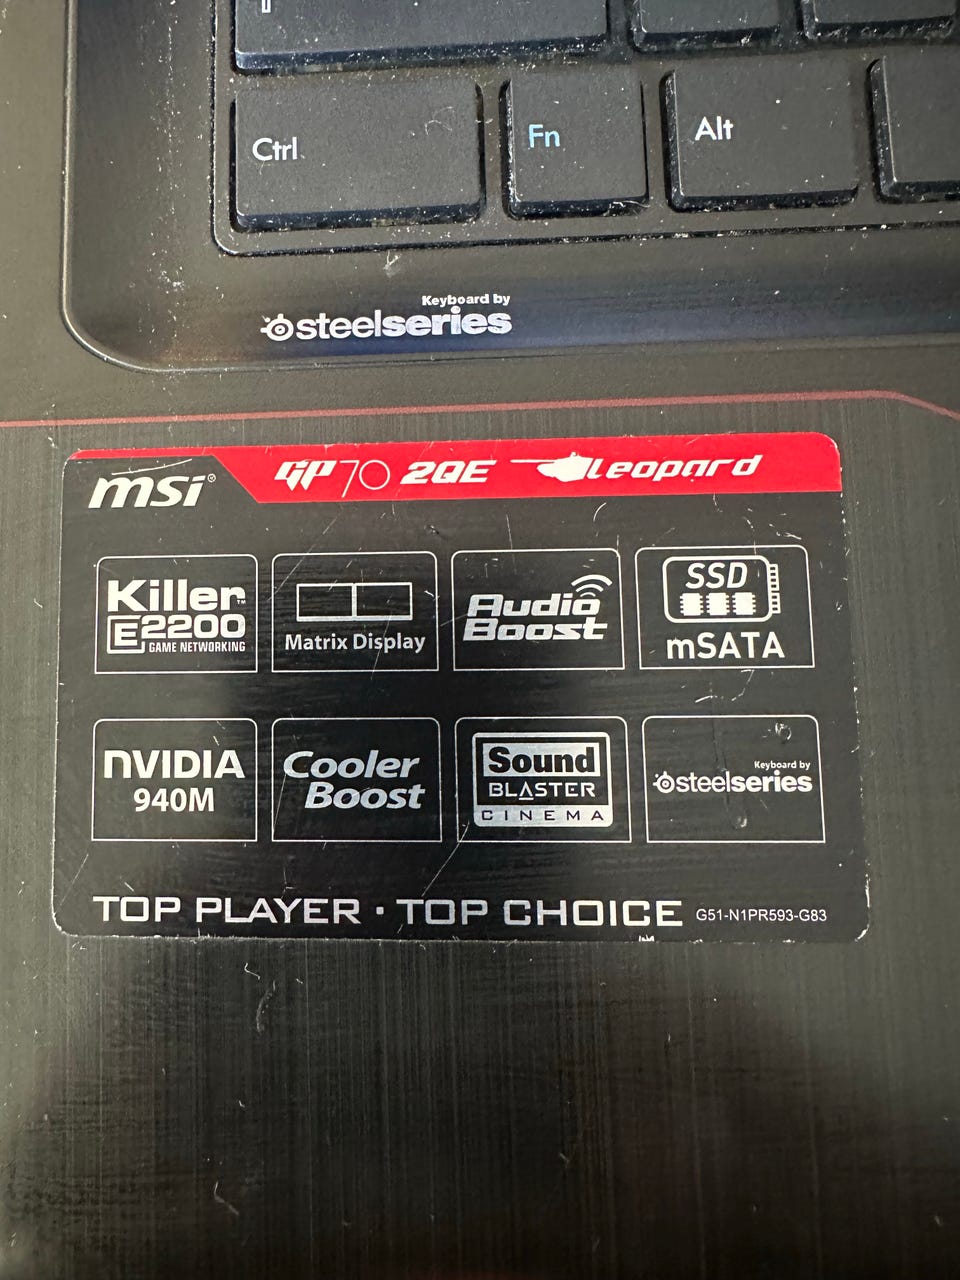 Ctrl
Fn
Alt
Keyboard by
steelseries
msi®
GP70 2QE Leopard
Killer™
E2200
GAME NETWORKING
Matrix Display
Audio
Boost
SSD
mSATA
NVIDIA
940M
Cooler
Boost
Sound
BLASTER
CINEMA
Keyboard by
steelseries
TOP PLAYER · TOP CHOICE G51-N1PR593-G83